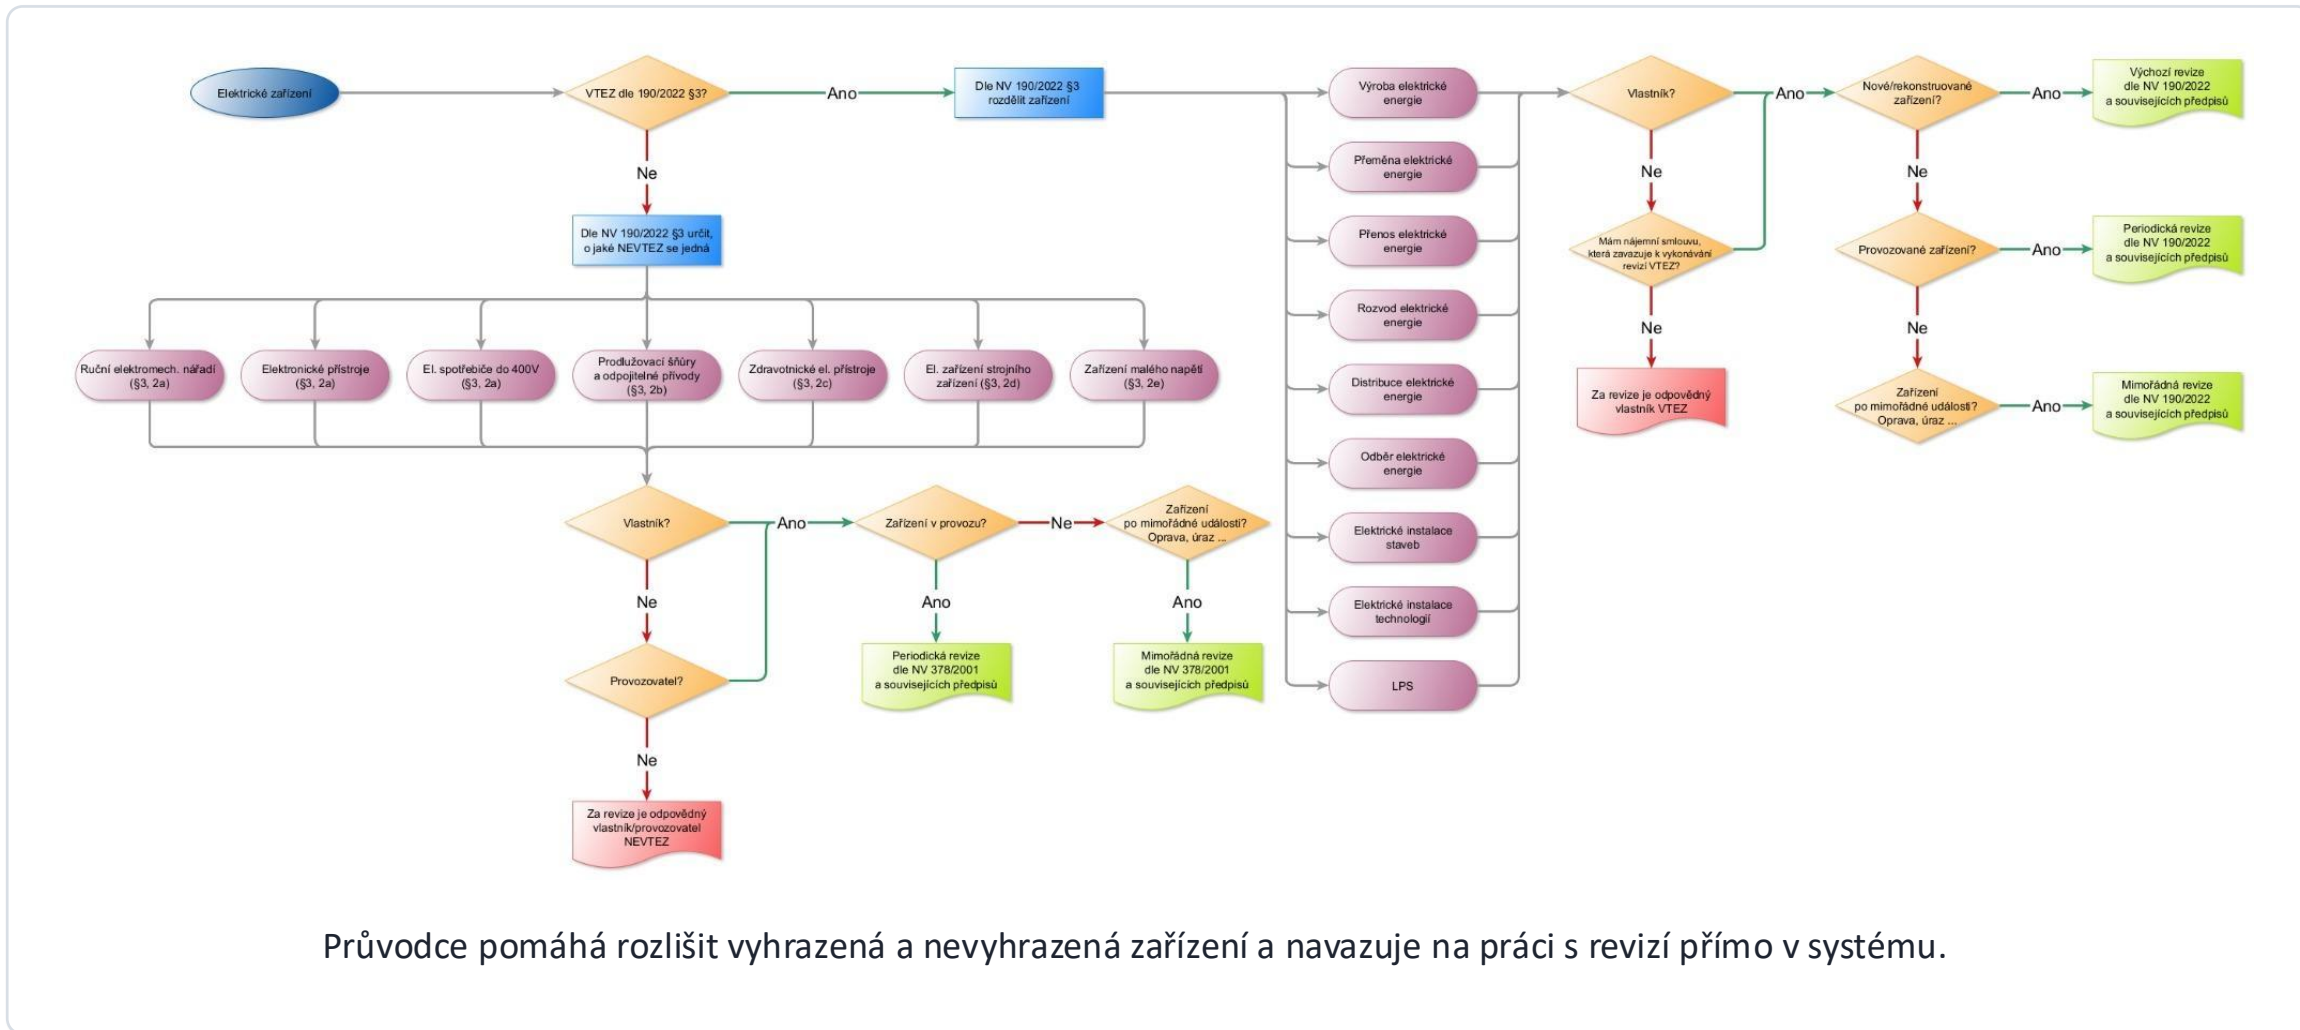 Elektrické zařízení
VTEZ dle 190/2022 §3?
Ano
Dle NV 190/2022 §3
rozdělit zařízení
Ne
Dle NV 190/2022 §3 určit,
o jaké NEVTEZ se jedná
Ruční elektromech. nářadí
(§3, 2a)
Elektronické přístroje
(§3, 2a)
El. spotřebiče do 400V
(§3, 2a)
Prodlužovací šňůry
a odpojitelné přívody
(§3, 2b)
Zdravotnické el. přístroje
(§3, 2c)
El. zařízení strojního
zařízení (§3, 2d)
Zařízení malého napětí
(§3, 2e)
Vlastník?
Ano
Zařízení v provozu?
Ne
Zařízení
po mimořádné události?
Oprava, úraz ...
Ne
Ano
Ano
Provozovatel?
Periodická revize
dle NV 378/2001
a souvisejících předpisů
Mimořádná revize
dle NV 378/2001
a souvisejících předpisů
Ne
Za revize je odpovědný
vlastník/provozovatel
NEVTEZ
Výroba elektrické
energie
Přeměna elektrické
energie
Přenos elektrické
energie
Rozvod elektrické
energie
Distribuce elektrické
energie
Odběr elektrické
energie
Elektrické instalace
staveb
Elektrické instalace
technologií
LPS
Vlastník?
Ano
Nové/rekonstruované
zařízení?
Ano
Výchozí revize
dle NV 190/2022
a souvisejících předpisů
Ne
Ne
Mám nájemní smlouvu,
která zavazuje k vykonávání
revizí VTEZ?
Provozované zařízení?
Ano
Periodická revize
dle NV 190/2022
a souvisejících předpisů
Ne
Ne
Za revize je odpovědný
vlastník VTEZ
Zařízení
po mimořádné události?
Oprava, úraz ...
Ano
Mimořádná revize
dle NV 190/2022
a souvisejících předpisů
Průvodce pomáhá rozlišit vyhrazená a nevyhrazená zařízení a navazuje na práci s revizí přímo v systému.